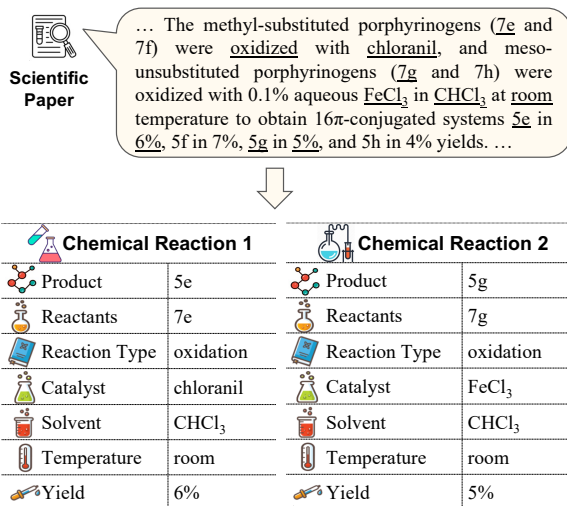 … The methyl-substituted porphyrinogens (7e and
7f) were oxidized with chloranil, and meso-
unsubstituted porphyrinogens (7g and 7h) were
oxidized with 0.1% aqueous FeCl₃ in CHCl₃ at room
temperature to obtain 16π-conjugated systems 5e in
6%, 5f in 7%, 5g in 5%, and 5h in 4% yields. …
Scientific
Paper
Chemical Reaction 1
Product 5e
Reactants 7e
Reaction Type oxidation
Catalyst chloranil
Solvent CHCl₃
Temperature room
Yield 6%
Chemical Reaction 2
Product 5g
Reactants 7g
Reaction Type oxidation
Catalyst FeCl₃
Solvent CHCl₃
Temperature room
Yield 5%